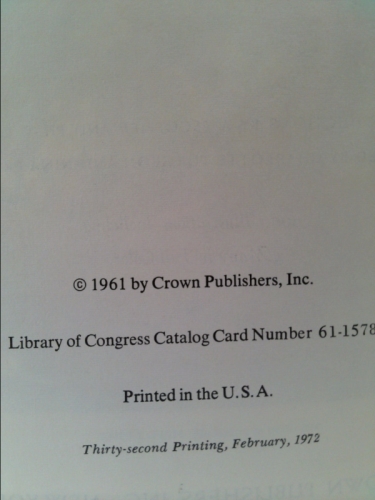 © 1961 by Crown Publishers, Inc.
Library of Congress Catalog Card Number 61-1578
Printed in the U. S. A.
Thirty-second Printing, February, 1972